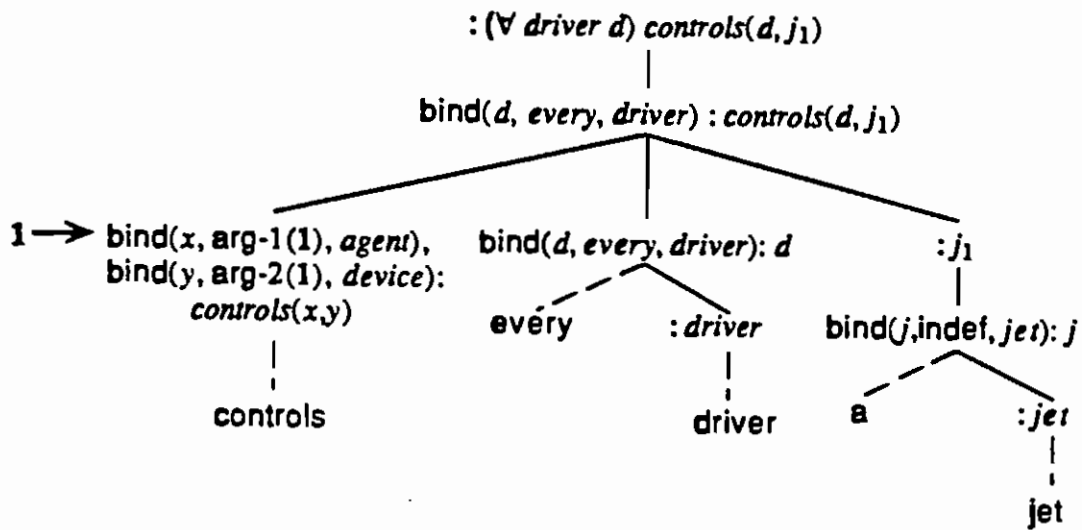 : (∀ driver d) controls(d, j₁)
bind(d, every, driver) : controls(d, j₁)
1 → bind(x, arg-1(1), agent), bind(y, arg-2(1), device): controls(x,y)
bind(d, every, driver): d
: j₁
every
: driver
bind(j,indef, jet): j
controls
driver
a
: jet
jet